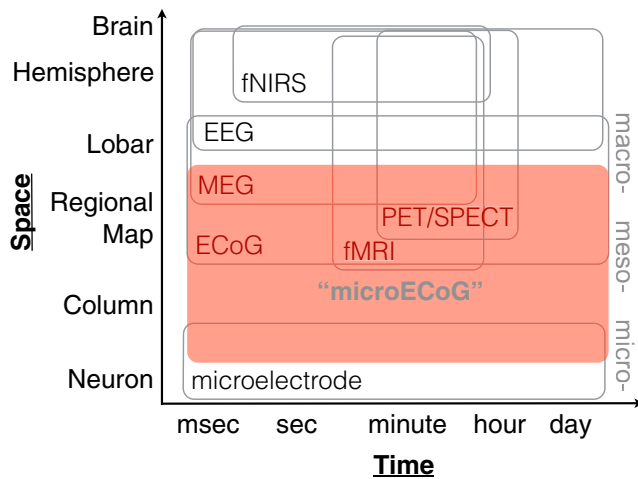 Brain
Hemisphere
Lobar
Regional
Map
Column
Neuron
Space
fNIRS
EEG
MEG
PET/SPECT
ECoG
fMRI
“microECoG”
microelectrode
macro-
meso-
micro-
msec
sec
minute
hour
day
Time